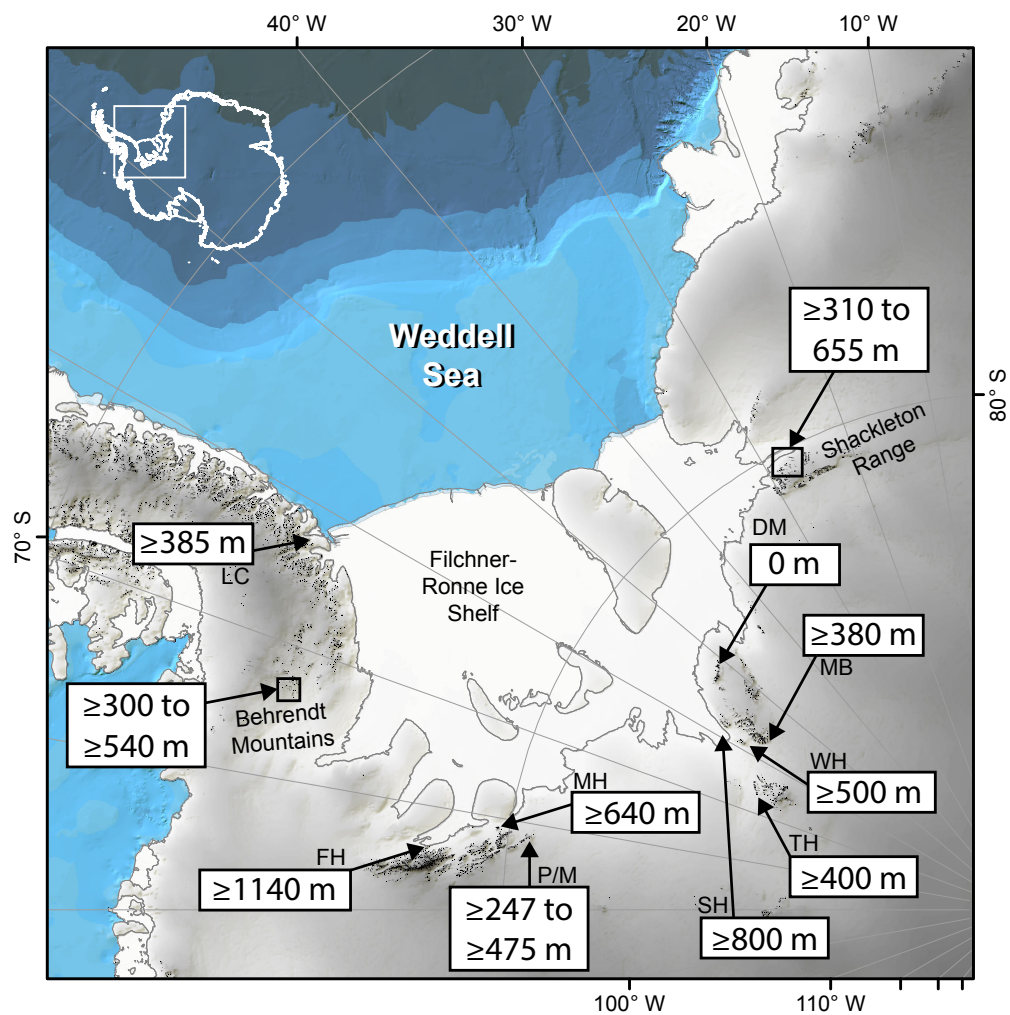 40° W
30° W
20° W
10° W
Weddell
Sea
≥310 to
655 m
80° S
Shackleton
Range
70° S
≥385 m
LC
Filchner-
Ronne Ice
Shelf
DM
0 m
≥380 m
MB
≥300 to
≥540 m
Behrendt
Mountains
WH
≥500 m
MH
≥640 m
TH
≥400 m
FH
≥1140 m
P/M
≥247 to
≥475 m
SH
≥800 m
100° W
110° W